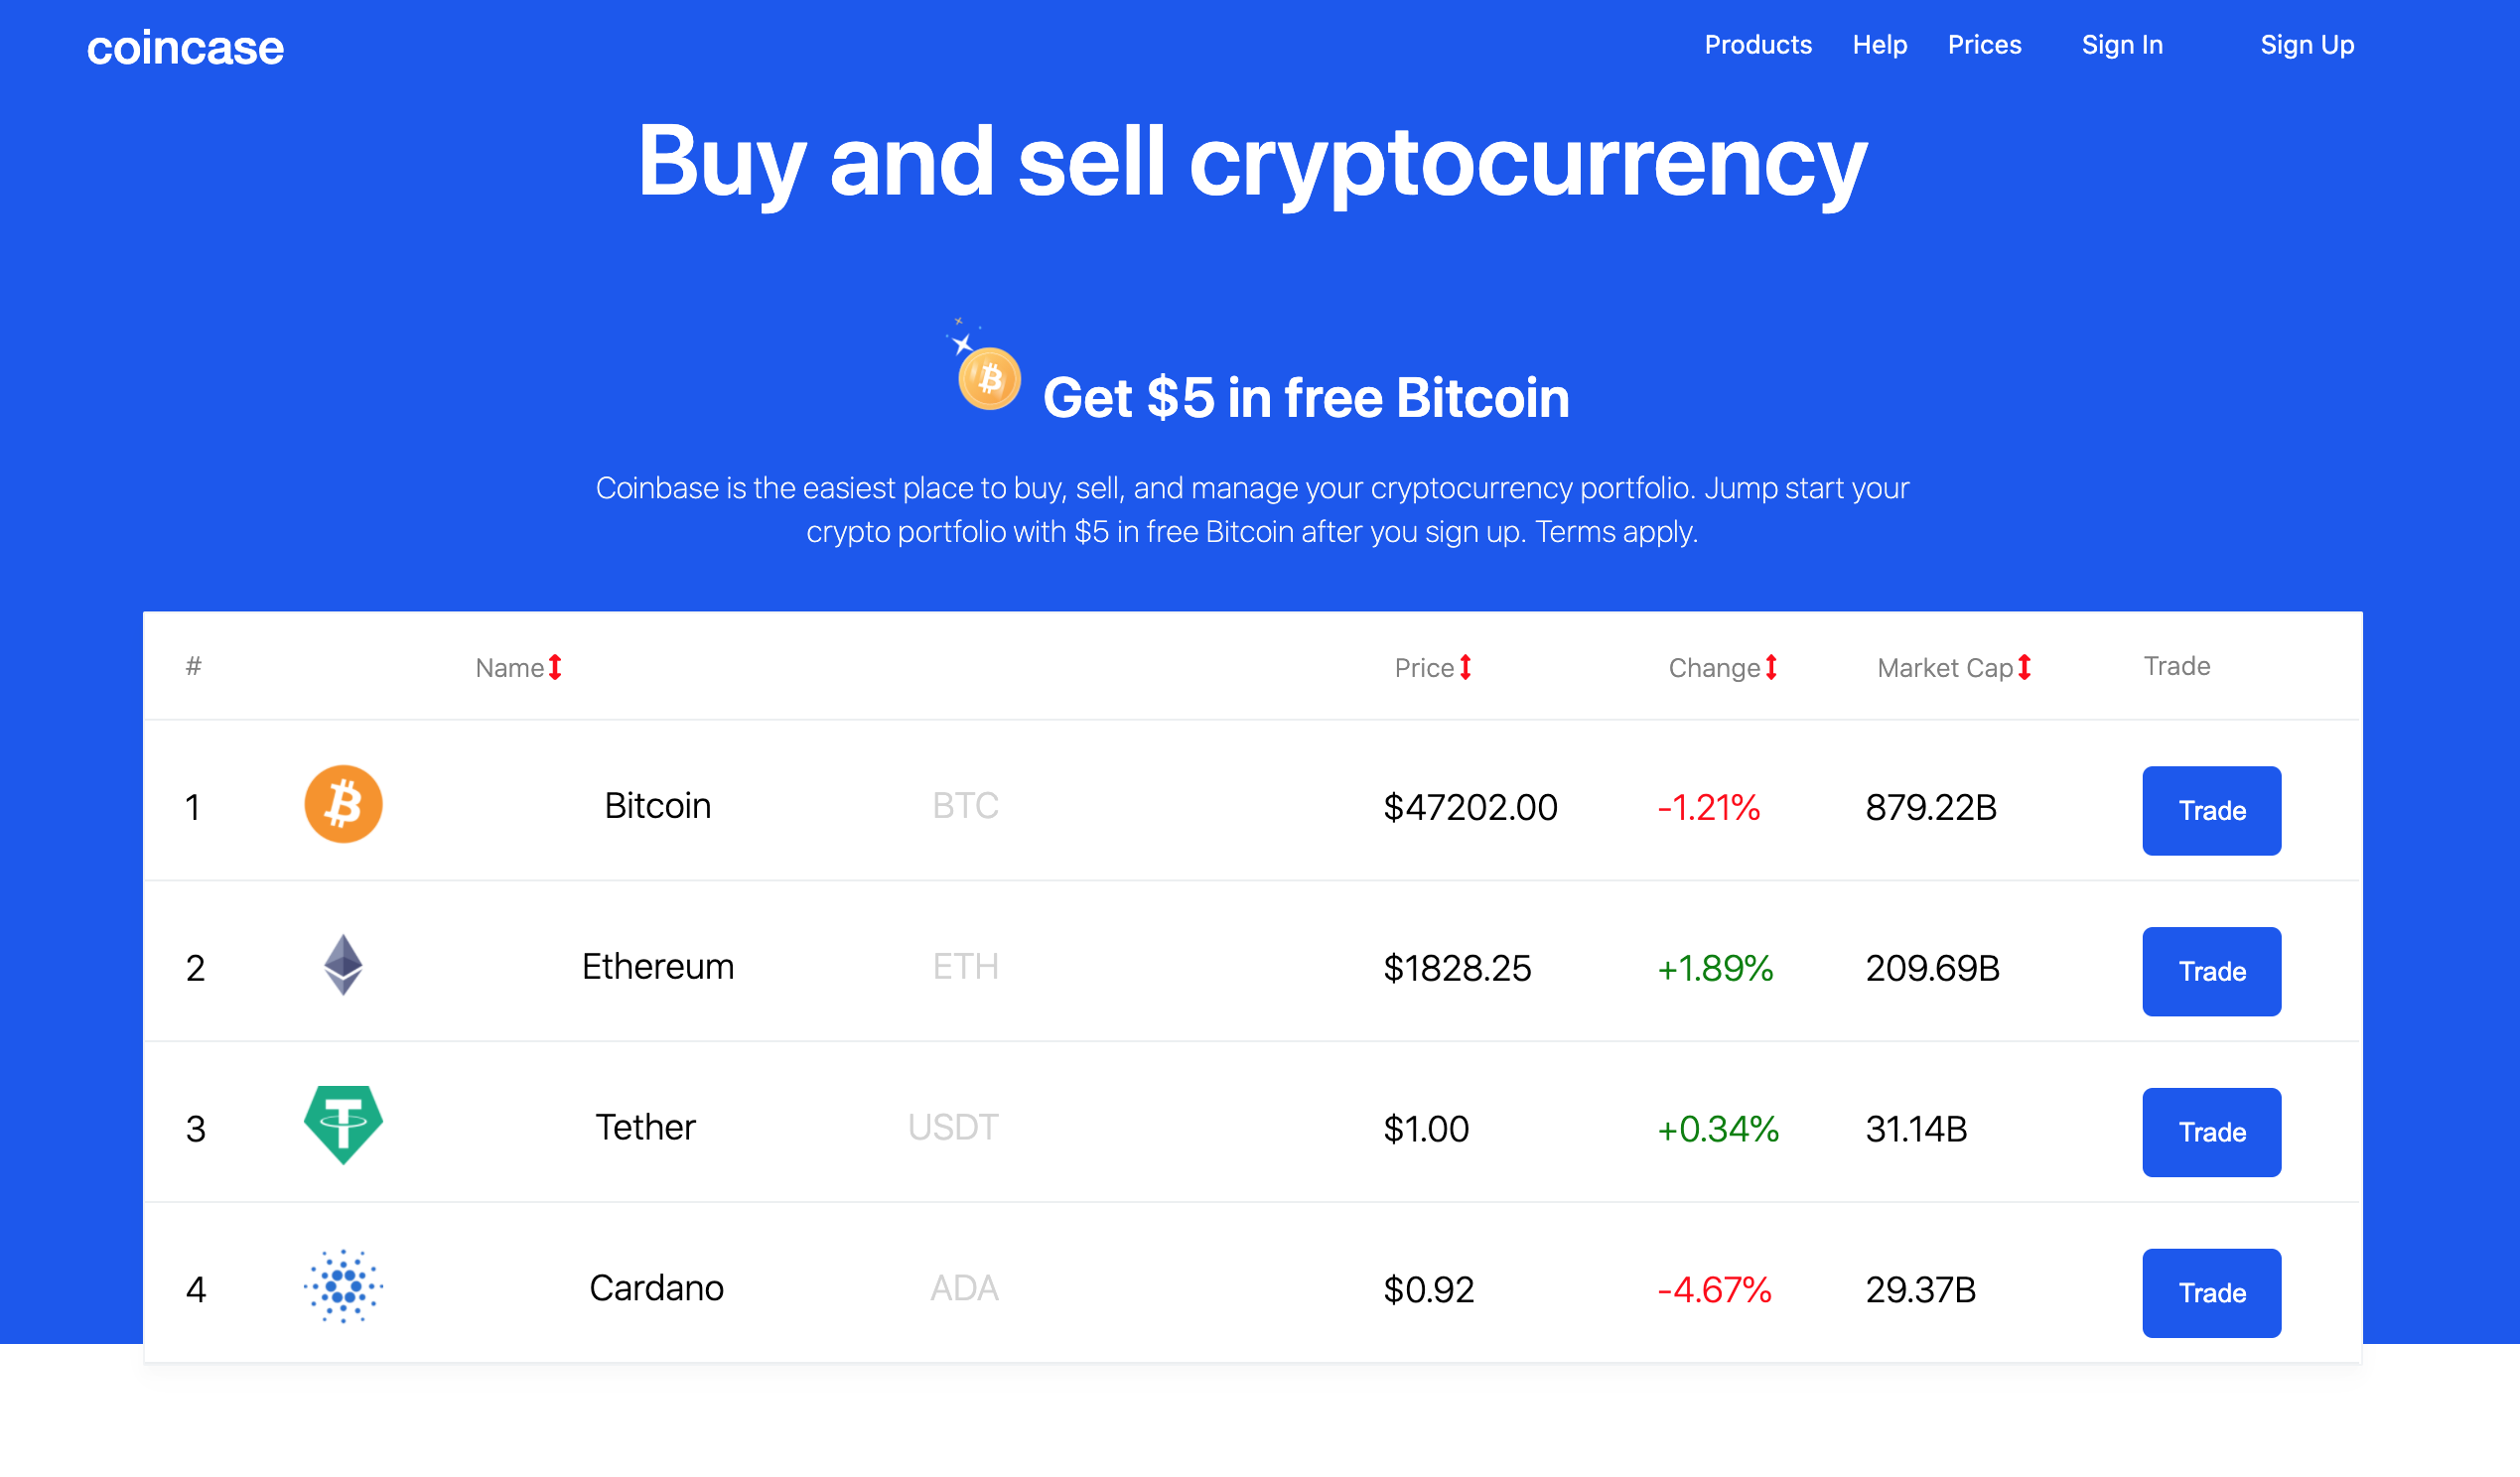 coincase
Products Help Prices Sign In Sign Up
Buy and sell cryptocurrency
Get $5 in free Bitcoin
Coinbase is the easiest place to buy, sell, and manage your cryptocurrency portfolio. Jump start your
crypto portfolio with $5 in free Bitcoin after you sign up. Terms apply.
# Name Price Change Market Cap Trade
1 Bitcoin BTC $47202.00 -1.21% 879.22B Trade
2 Ethereum ETH $1828.25 +1.89% 209.69B Trade
3 Tether USDT $1.00 +0.34% 31.14B Trade
4 Cardano ADA $0.92 -4.67% 29.37B Trade